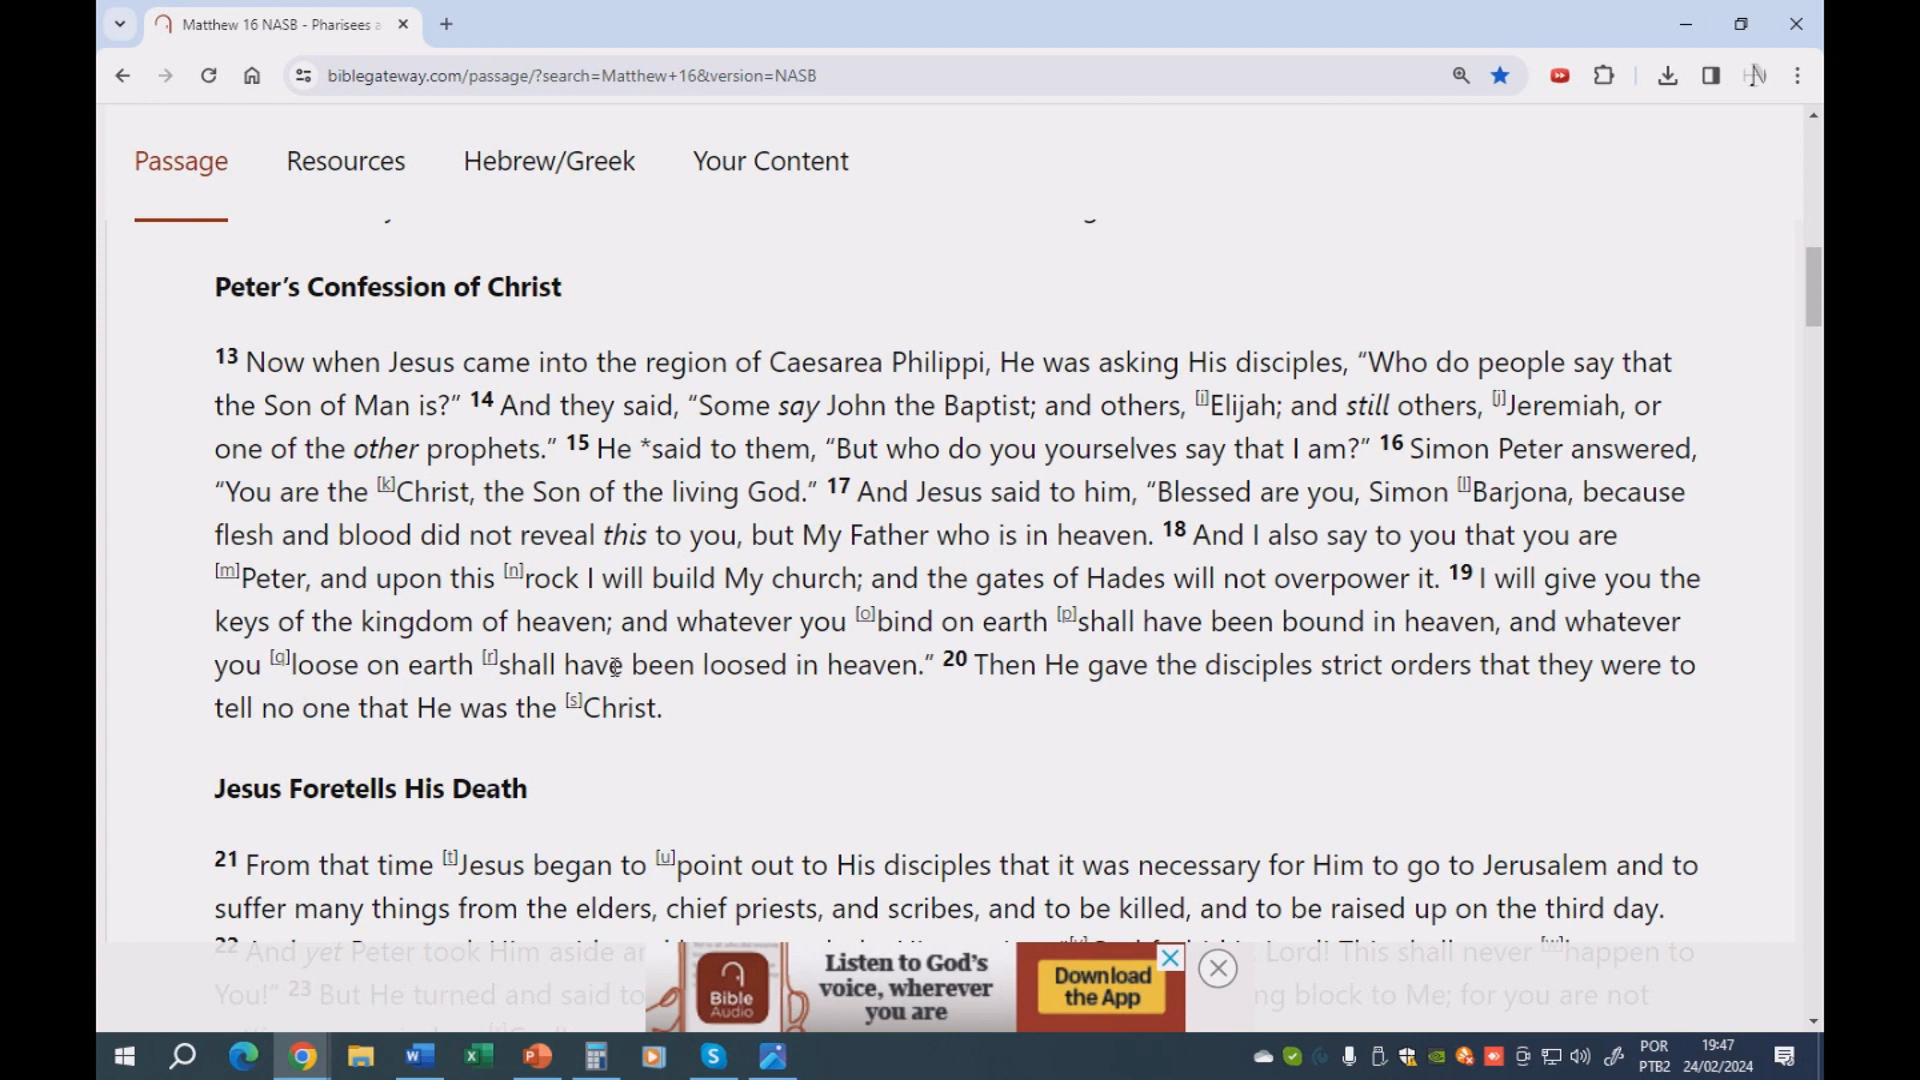 Matthew 16 NASB - Pharisees a
biblegateway.com/passage/?search=Matthew+16&version=NASB
Passage Resources Hebrew/Greek Your Content
Peter’s Confession of Christ
13 Now when Jesus came into the region of Caesarea Philippi, He was asking His disciples, “Who do people say that
the Son of Man is?” 14 And they said, “Some say John the Baptist; and others, [i]Elijah; and still others, [j]Jeremiah, or
one of the other prophets.” 15 He *said to them, “But who do you yourselves say that I am?” 16 Simon Peter answered,
“You are the [k]Christ, the Son of the living God.” 17 And Jesus said to him, “Blessed are you, Simon [l]Barjona, because
flesh and blood did not reveal this to you, but My Father who is in heaven. 18 And I also say to you that you are
[m]Peter, and upon this [n]rock I will build My church; and the gates of Hades will not overpower it. 19 I will give you the
keys of the kingdom of heaven; and whatever you [o]bind on earth [p]shall have been bound in heaven, and whatever
you [q]loose on earth [r]shall have been loosed in heaven.” 20 Then He gave the disciples strict orders that they were to
tell no one that He was the [s]Christ.
Jesus Foretells His Death
21 From that time [t]Jesus began to [u]point out to His disciples that it was necessary for Him to go to Jerusalem and to
suffer many things from the elders, chief priests, and scribes, and to be killed, and to be raised up on the third day.
22 And yet Peter took Him aside Lord! This shall never [w]happen to
You!” 23 But He turned and said to ng block to Me; for you are not
Bible
Audio
Listen to God’s
voice, wherever
you are
Download
the App
POR
PTB2
19:47
24/02/2024